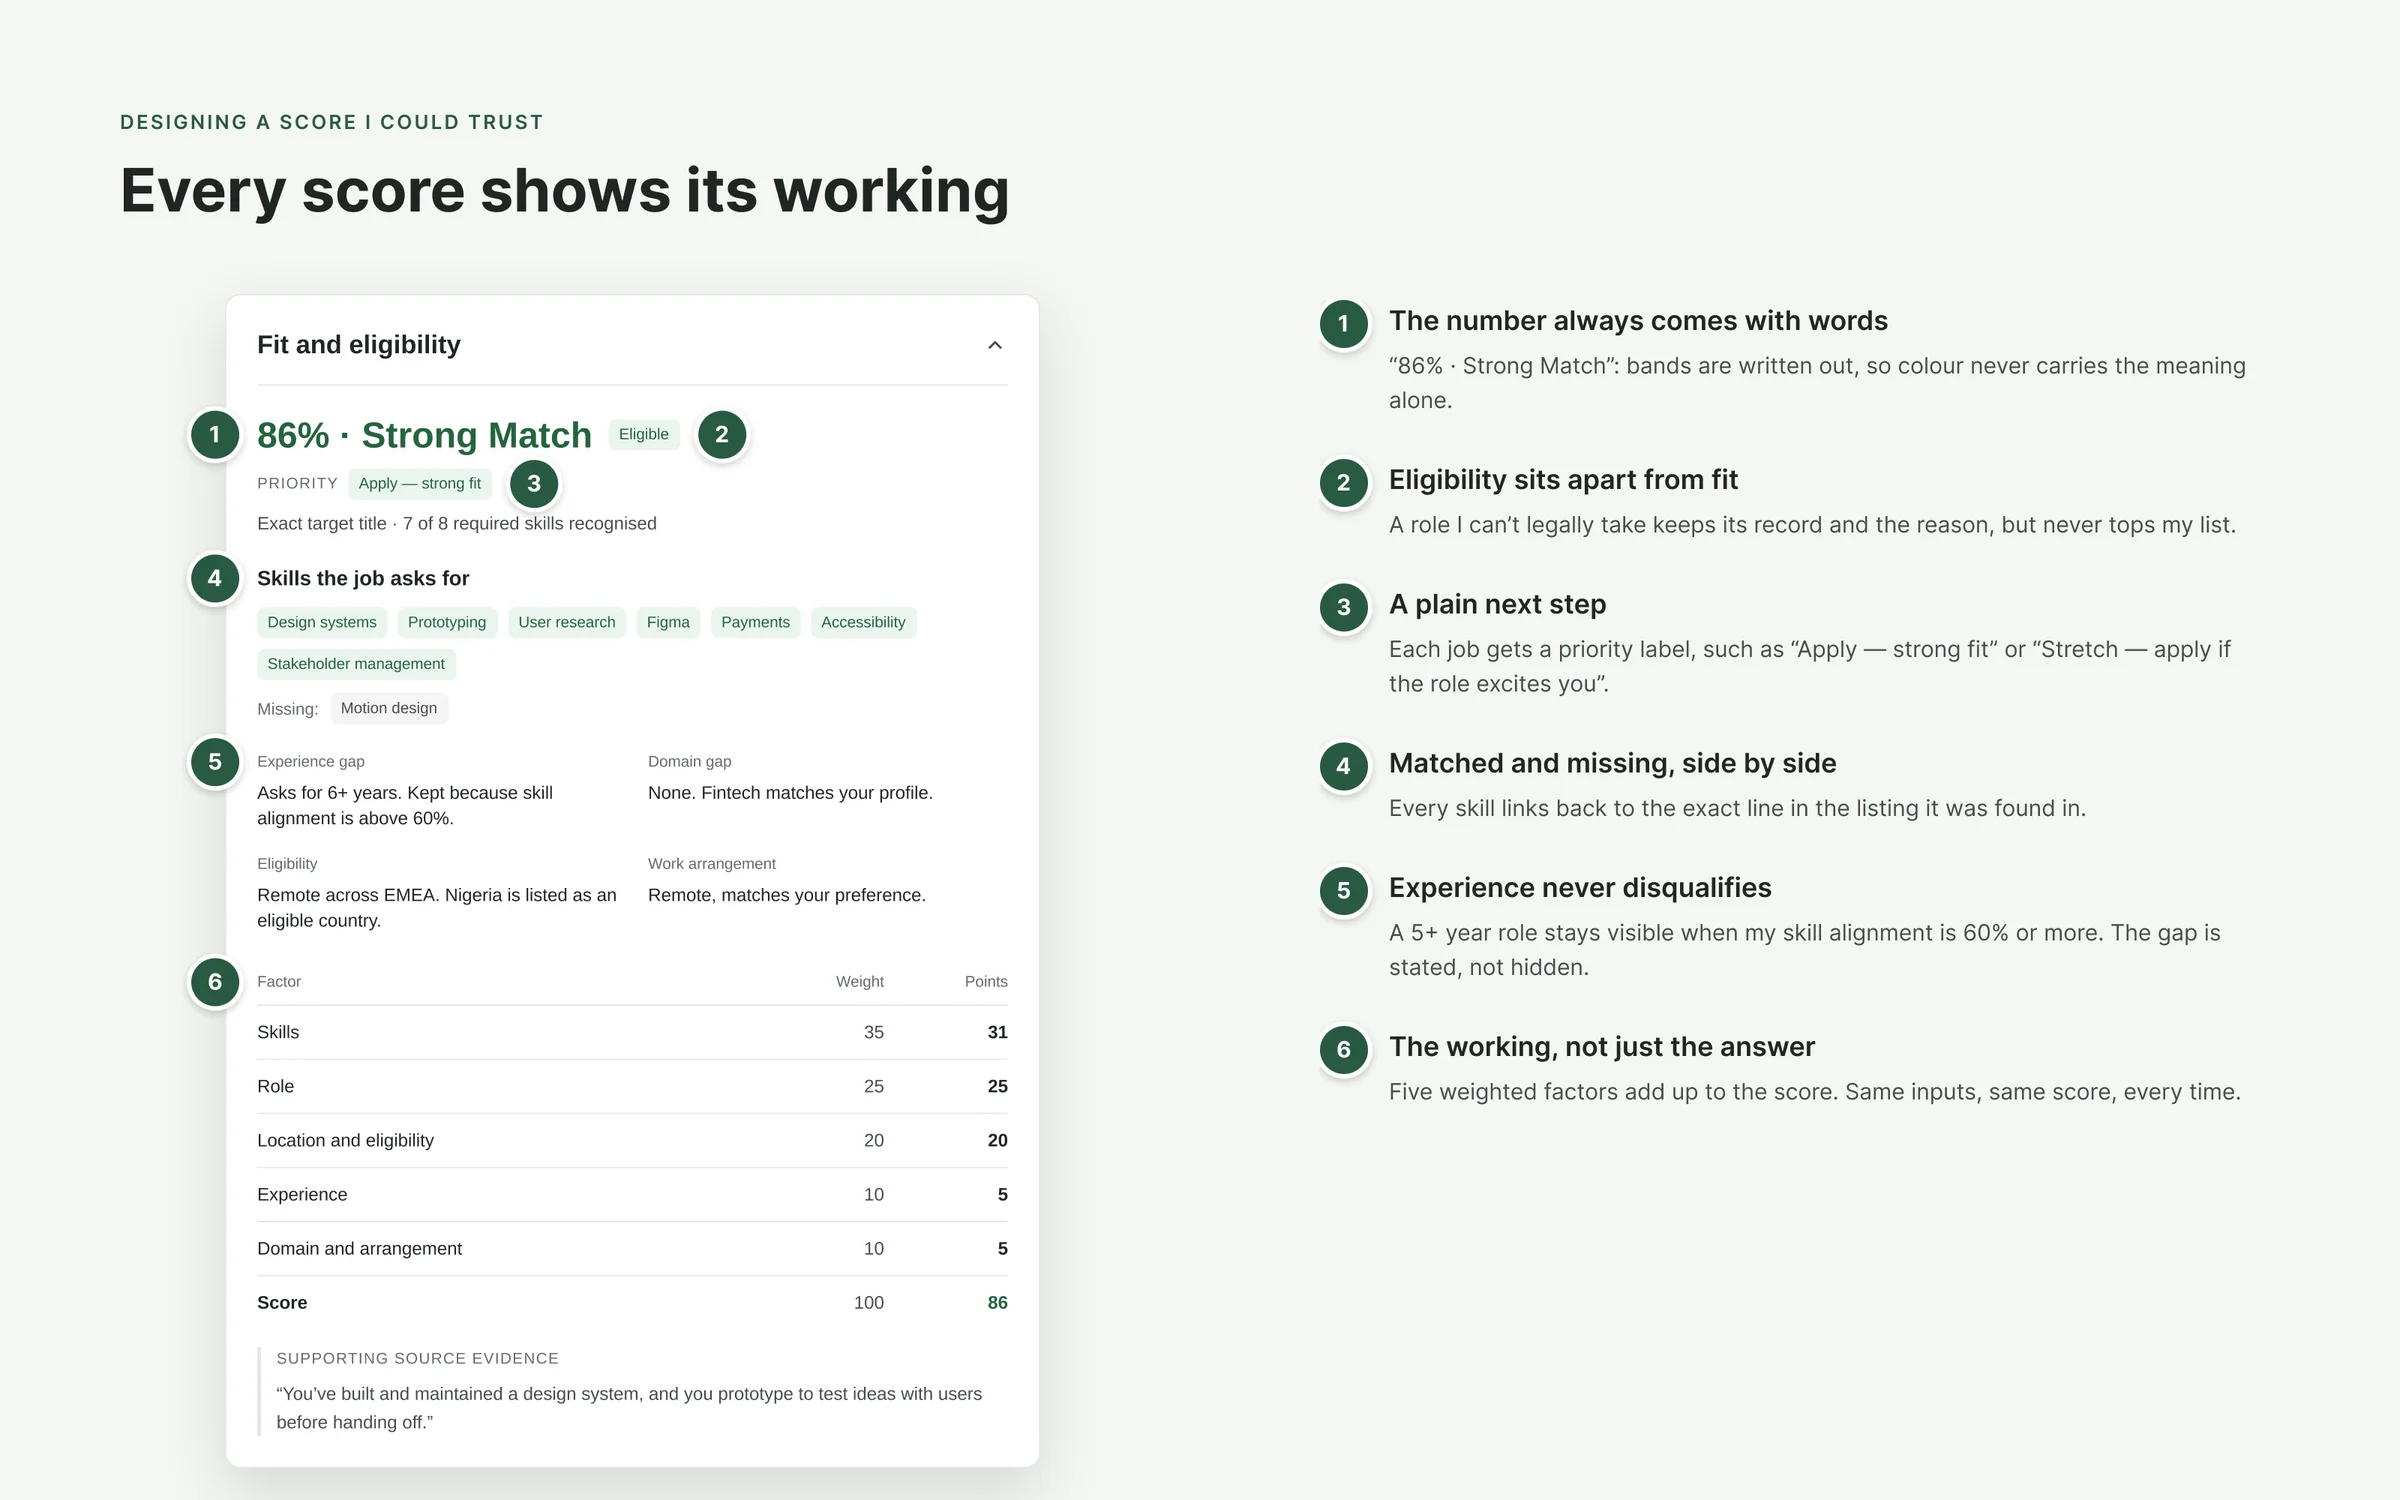 DESIGNING A SCORE I COULD TRUST
Every score shows its working
Fit and eligibility
1
86% · Strong Match
Eligible
2
PRIORITY
Apply — strong fit
3
Exact target title · 7 of 8 required skills recognised
4
Skills the job asks for
Design systems
Prototyping
User research
Figma
Payments
Accessibility
Stakeholder management
Missing:
Motion design
5
Experience gap
Asks for 6+ years. Kept because skill
alignment is above 60%.
Domain gap
None. Fintech matches your profile.
Eligibility
Remote across EMEA. Nigeria is listed as an
eligible country.
Work arrangement
Remote, matches your preference.
6
Factor Weight Points
Skills 35 31
Role 25 25
Location and eligibility 20 20
Experience 10 5
Domain and arrangement 10 5
Score 100 86
SUPPORTING SOURCE EVIDENCE
“You’ve built and maintained a design system, and you prototype to test ideas with users
before handing off.”
1
The number always comes with words
“86% · Strong Match”: bands are written out, so colour never carries the meaning
alone.
2
Eligibility sits apart from fit
A role I can’t legally take keeps its record and the reason, but never tops my list.
3
A plain next step
Each job gets a priority label, such as “Apply — strong fit” or “Stretch — apply if
the role excites you”.
4
Matched and missing, side by side
Every skill links back to the exact line in the listing it was found in.
5
Experience never disqualifies
A 5+ year role stays visible when my skill alignment is 60% or more. The gap is
stated, not hidden.
6
The working, not just the answer
Five weighted factors add up to the score. Same inputs, same score, every time.